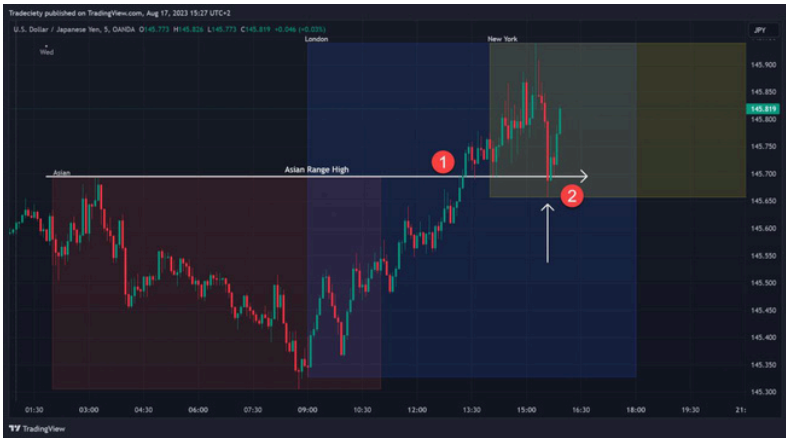 Tradeciety published on TradingView.com, Aug 17, 2023 15:27 UTC+2
U.S. Dollar / Japanese Yen, 5, OANDA O145.773 H145.826 L145.773 C145.819 +0.046 (+0.03%)
JPY
London
New York
Wed
145.900
145.850
145.819
145.800
145.750
1
Asian Range High
Asian
145.700
2
145.650
145.600
145.550
145.500
145.450
145.400
145.350
145.300
01:30 03:00 04:30 06:00 07:30 09:00 10:30 12:00 13:30 15:00 16:30 18:00 19:30 21:
TradingView